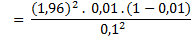 = (1,96)² . 0,01 .(1 − 0,01)
0,1²